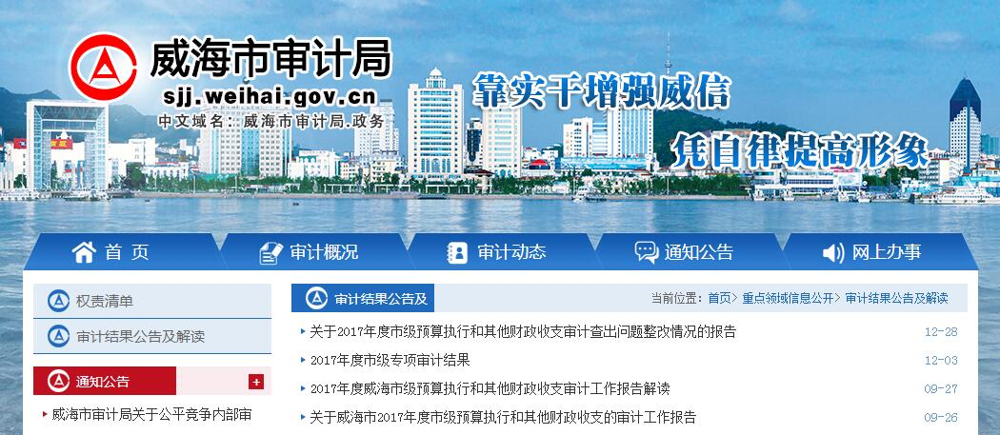 威海市审计局
sjj.weihai.gov.cn
中文域名：威海市审计局.政务
靠实干增强威信
凭自律提高形象
首 页
审计概况
审计动态
通知公告
网上办事
权责清单
审计结果公告及解读
通知公告
威海市审计局关于公平竞争内部审
审计结果公告及
当前位置：首页> 重点领域信息公开> 审计结果公告及解读
关于2017年度市级预算执行和其他财政收支审计查出问题整改情况的报告 12-28
2017年度市级专项审计结果 12-03
2017年度威海市级预算执行和其他财政收支审计工作报告解读 09-27
关于威海市2017年度市级预算执行和其他财政收支的审计工作报告 09-26